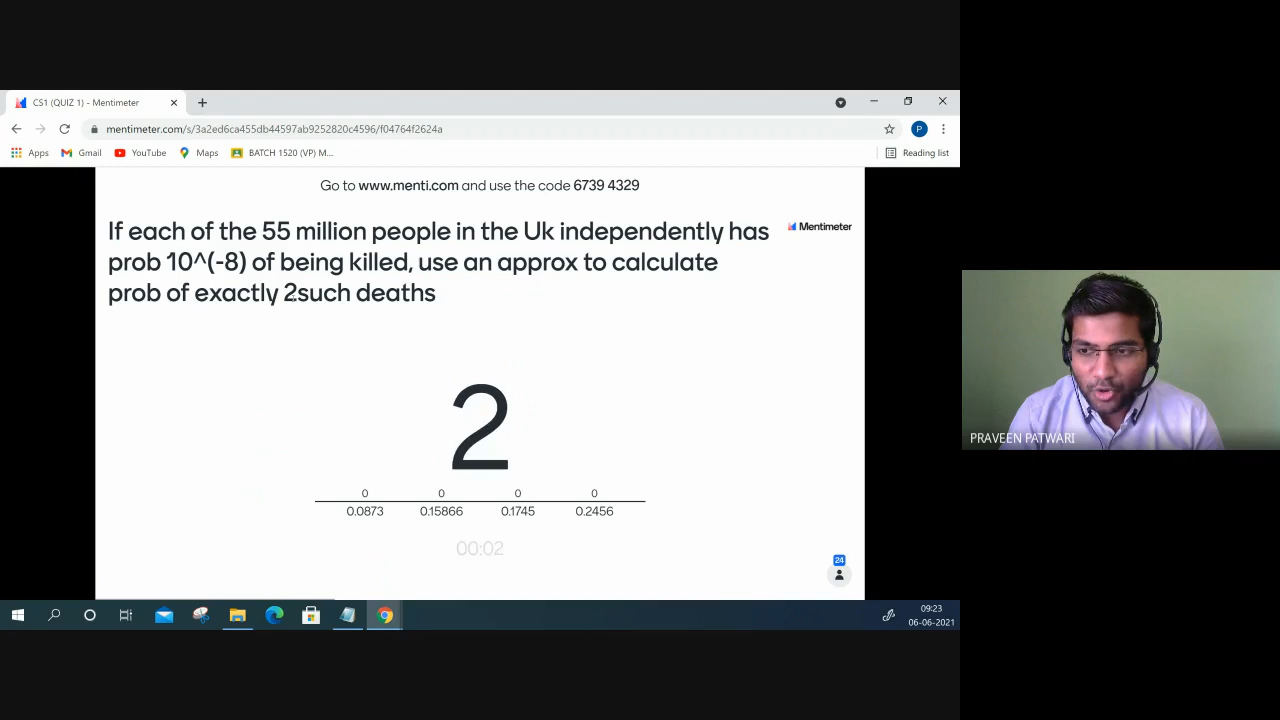 CS1 (QUIZ 1) - Mentimeter
mentimeter.com/s/3a2ed6ca455db44597ab9252820c4596/f04764f2624a
Apps Gmail YouTube Maps BATCH 1520 (VP) M... Reading list
Go to www.menti.com and use the code 6739 4329
Mentimeter
If each of the 55 million people in the Uk independently has
prob 10^(-8) of being killed, use an approx to calculate
prob of exactly 2such deaths
2
0 0 0 0
0.0873 0.15866 0.1745 0.2456
00:02
24
PRAVEEN PATWARI
09:23
06-06-2021